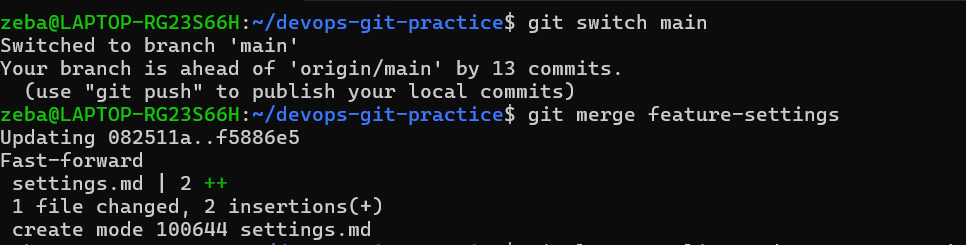 zeba@LAPTOP-RG23S66H:~/devops-git-practice$ git switch main
Switched to branch 'main'
Your branch is ahead of 'origin/main' by 13 commits.
  (use "git push" to publish your local commits)
zeba@LAPTOP-RG23S66H:~/devops-git-practice$ git merge feature-settings
Updating 082511a..f5886e5
Fast-forward
 settings.md | 2 ++
 1 file changed, 2 insertions(+)
 create mode 100644 settings.md